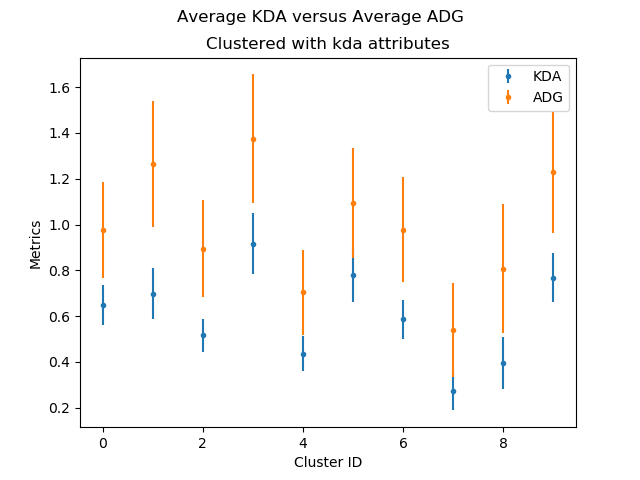 Average KDA versus Average ADG
Clustered with kda attributes
KDA
ADG
1.6
1.4
1.2
1.0
0.8
0.6
0.4
0.2
Metrics
0 2 4 6 8
Cluster ID